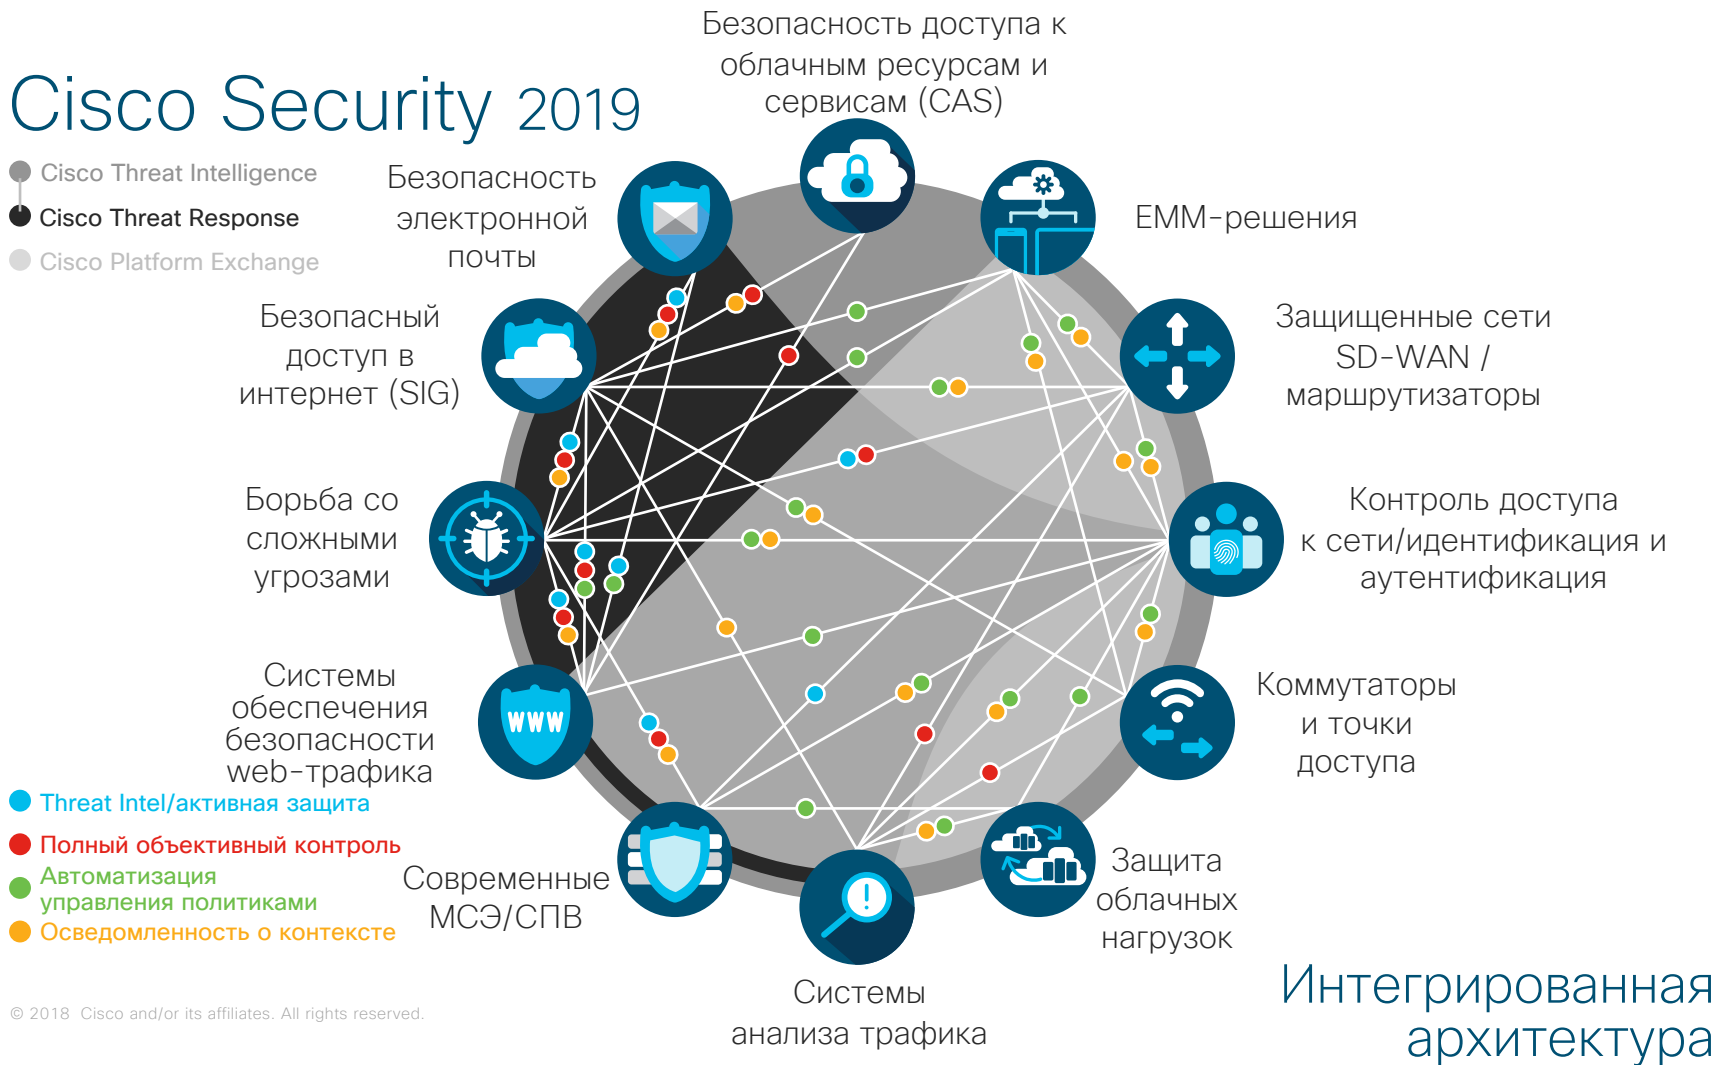 Cisco Security 2019
Cisco Threat Intelligence
Cisco Threat Response
Cisco Platform Exchange
Безопасность доступа к
облачным ресурсам и
сервисам (CAS)
Безопасность
электронной
почты
EMM-решения
Безопасный
доступ в
интернет (SIG)
Защищенные сети
SD-WAN /
маршрутизаторы
Борьба со
сложными
угрозами
Контроль доступа
к сети/идентификация и
аутентификация
Системы
обеспечения
безопасности
web-трафика
www
Коммутаторы
и точки
доступа
Threat Intel/активная защита
Полный объективный контроль
Автоматизация
управления политиками
Осведомленность о контексте
Современные
МСЭ/СПВ
!
Защита
облачных
нагрузок
Системы
анализа трафика
Интегрированная
архитектура
© 2018 Cisco and/or its affiliates. All rights reserved.